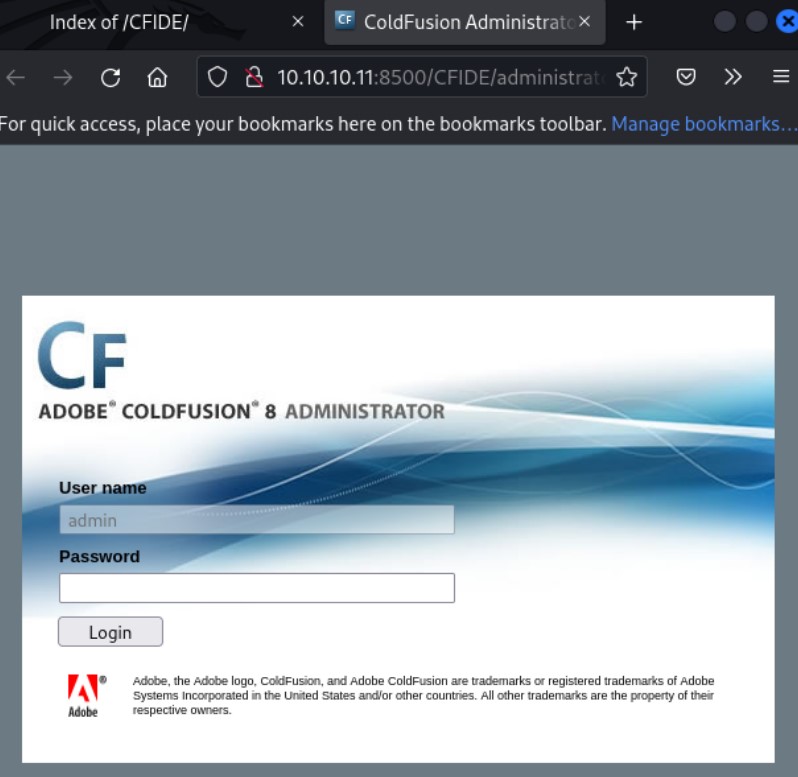 Index of /CFIDE/
CF ColdFusion Administrato
10.10.10.11:8500/CFIDE/administrat
For quick access, place your bookmarks here on the bookmarks toolbar. Manage bookmarks...
CF
ADOBE® COLDFUSION® 8 ADMINISTRATOR
User name
admin
Password
Login
Adobe, the Adobe logo, ColdFusion, and Adobe ColdFusion are trademarks or registered trademarks of Adobe
Systems Incorporated in the United States and/or other countries. All other trademarks are the property of their
respective owners.
®
Adobe